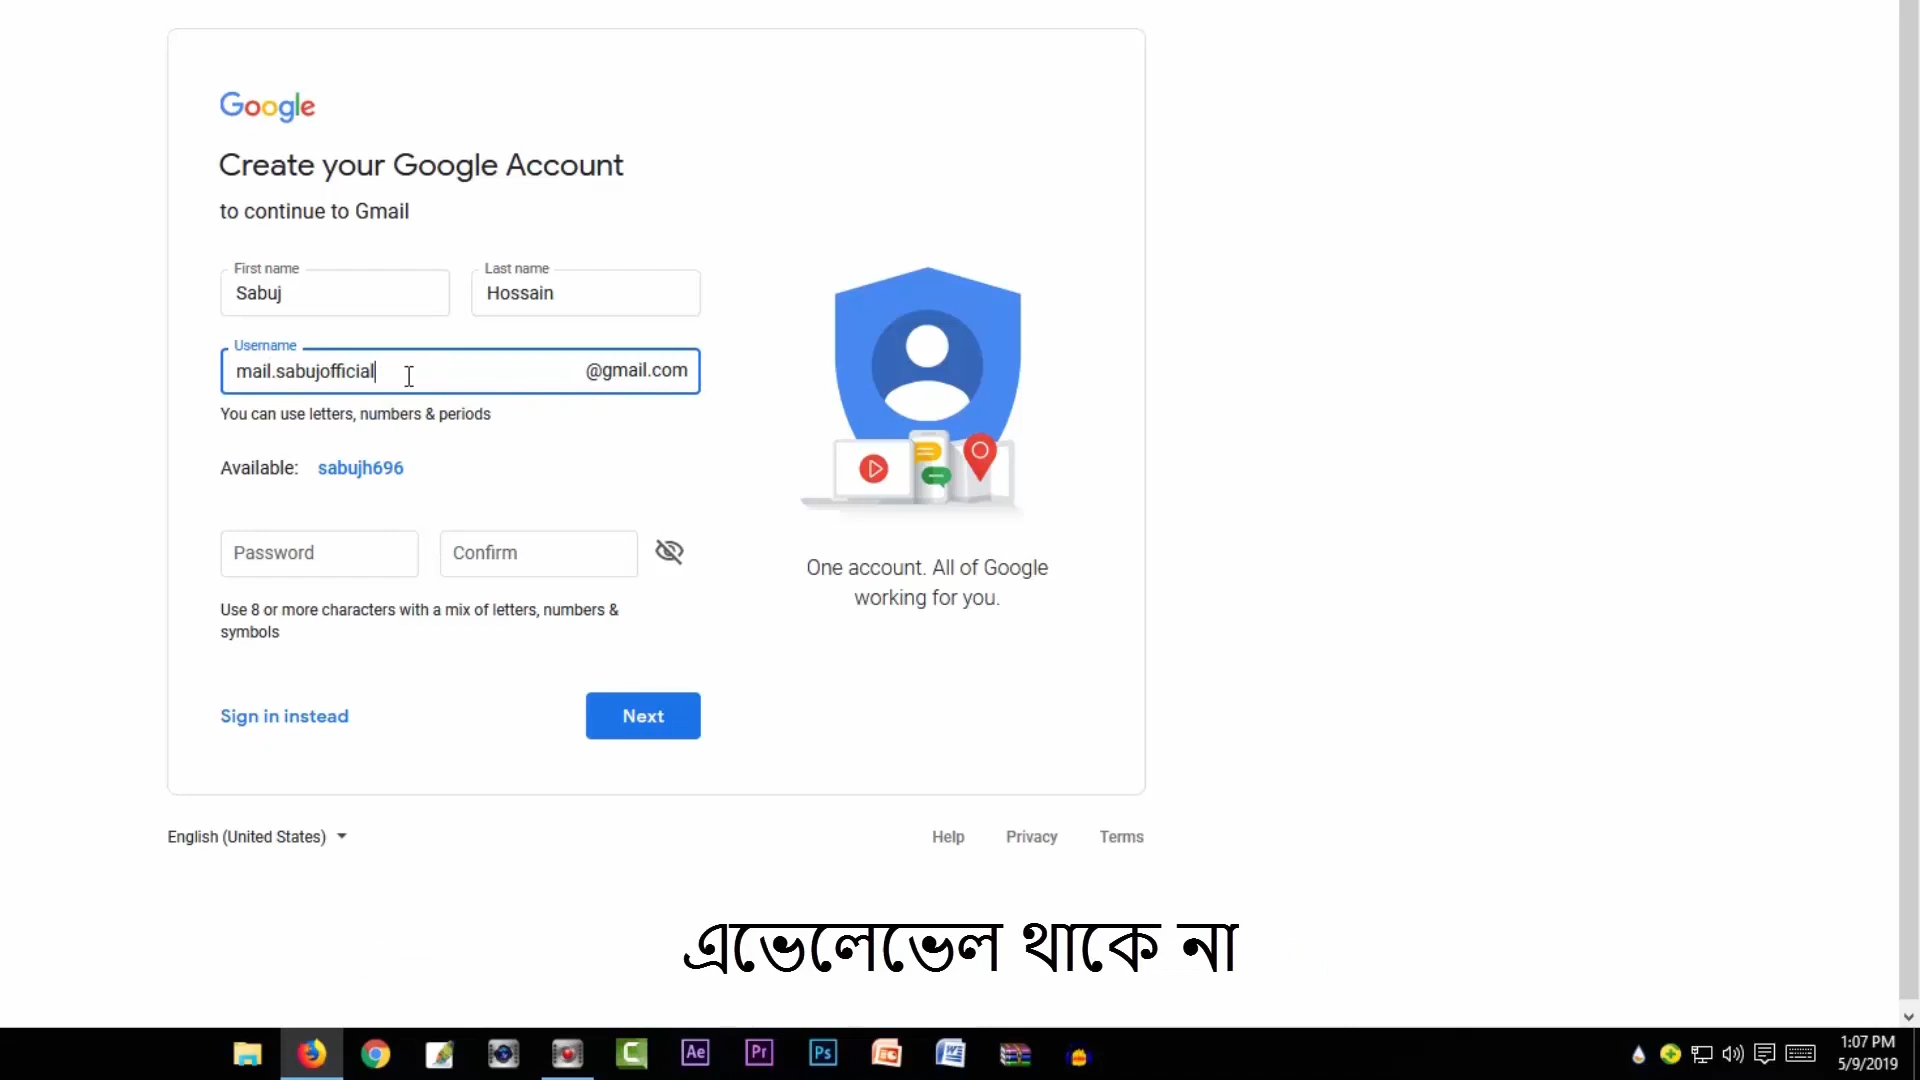 Google
Create your Google Account
to continue to Gmail
First name
Last name
Sabuj
Hossain
Username
mail.sabujofficial
@gmail.com
You can use letters, numbers & periods
Available: sabujh696
Password
Confirm
Use 8 or more characters with a mix of letters, numbers &
symbols
Sign in instead
Next
One account. All of Google
working for you.
English (United States)
Help
Privacy
Terms
এভেলেভেল থাকে না
Ae
Pr
Ps
1:07 PM
5/9/2019